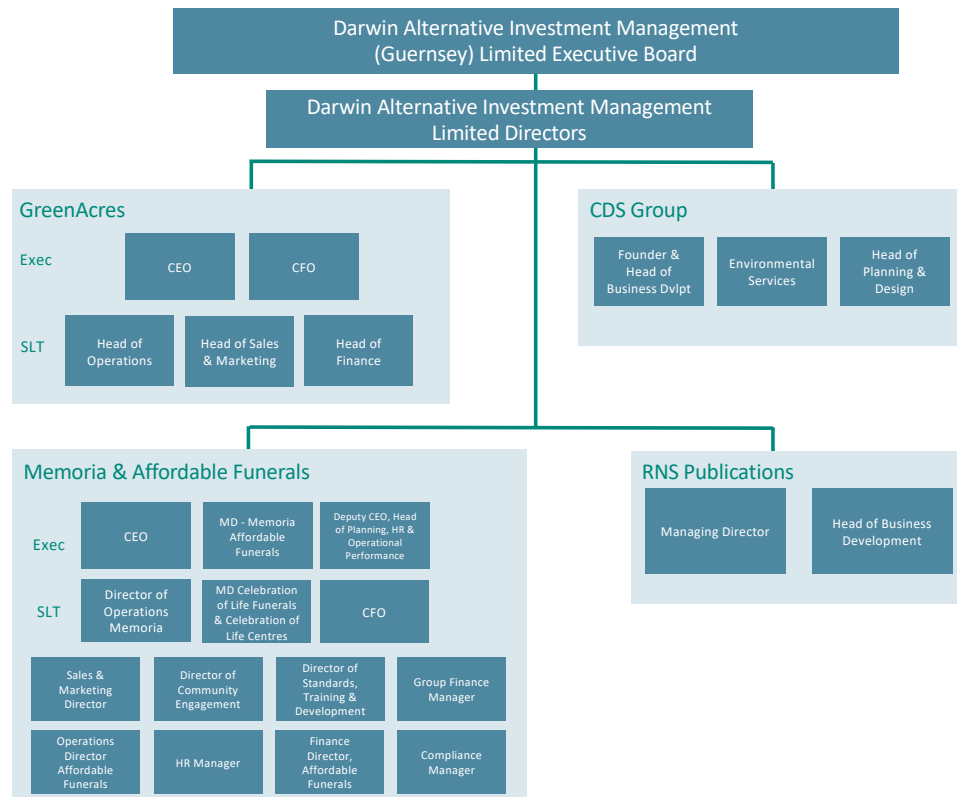 Darwin Alternative Investment Management
(Guernsey) Limited Executive Board
Darwin Alternative Investment Management
Limited Directors
GreenAcres
Exec
CEO
CFO
SLT
Head of
Operations
Head of Sales
& Marketing
Head of
Finance
CDS Group
Founder &
Head of
Business Dvlpt
Environmental
Services
Head of
Planning &
Design
Memoria & Affordable Funerals
Exec
CEO
MD - Memoria
Affordable
Funerals
Deputy CEO, Head
of Planning, HR &
Operational
Performance
SLT
Director of
Operations
Memoria
MD Celebration
of Life Funerals
& Celebration of
Life Centres
CFO
Sales &
Marketing
Director
Director of
Community
Engagement
Director of
Standards,
Training &
Development
Group Finance
Manager
Operations
Director
Affordable
Funerals
HR Manager
Finance
Director,
Affordable
Funerals
Compliance
Manager
RNS Publications
Managing Director
Head of Business
Development